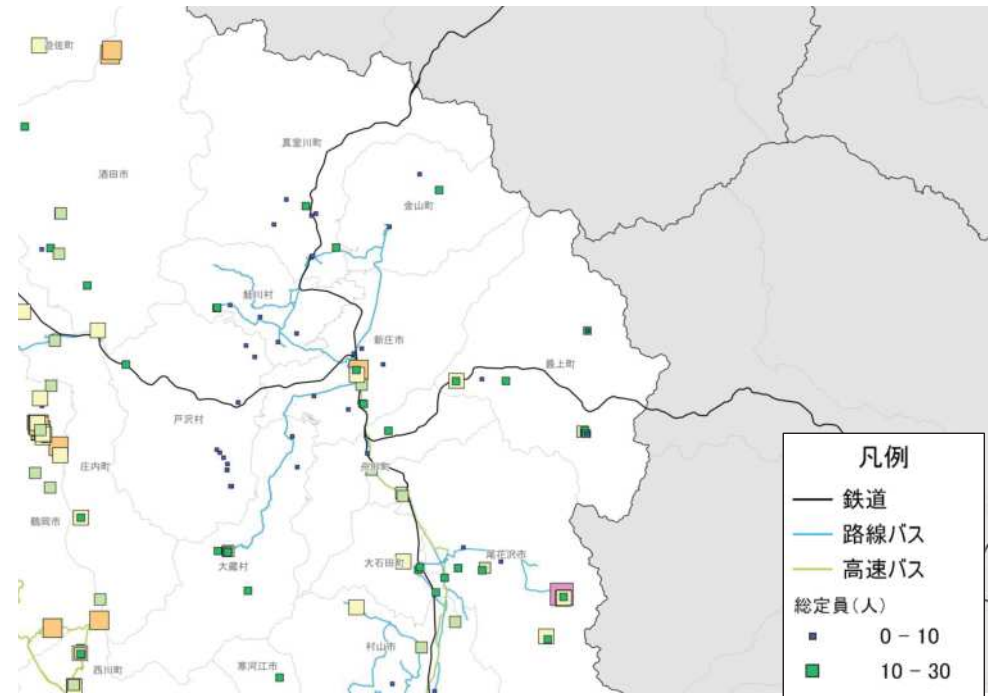 遊佐町
真室川町
酒田市
金山町
鮭川村
新庄市
最上町
戸沢村
庄内町
舟形町
鶴岡市
大蔵村
大石田町
尾花沢市
村山市
西川町
寒河江市
凡例
鉄道
路線バス
高速バス
総定員(人)
0 – 10
10 – 30